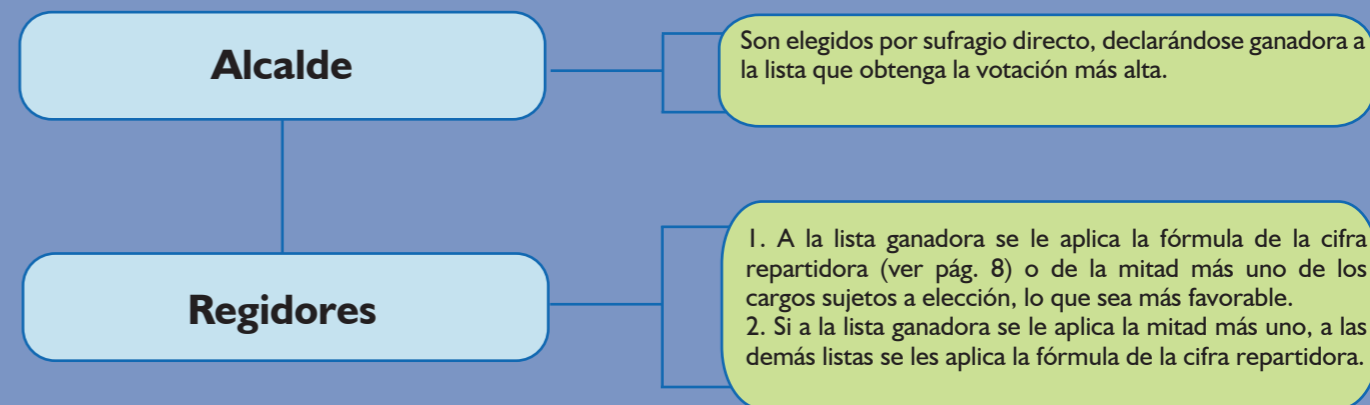 Alcalde
Son elegidos por sufragio directo, declarándose ganadora a
la lista que obtenga la votación más alta.
Regidores
1. A la lista ganadora se le aplica la fórmula de la cifra
repartidora (ver pág. 8) o de la mitad más uno de los
cargos sujetos a elección, lo que sea más favorable.
2. Si a la lista ganadora se le aplica la mitad más uno, a las
demás listas se les aplica la fórmula de la cifra repartidora.